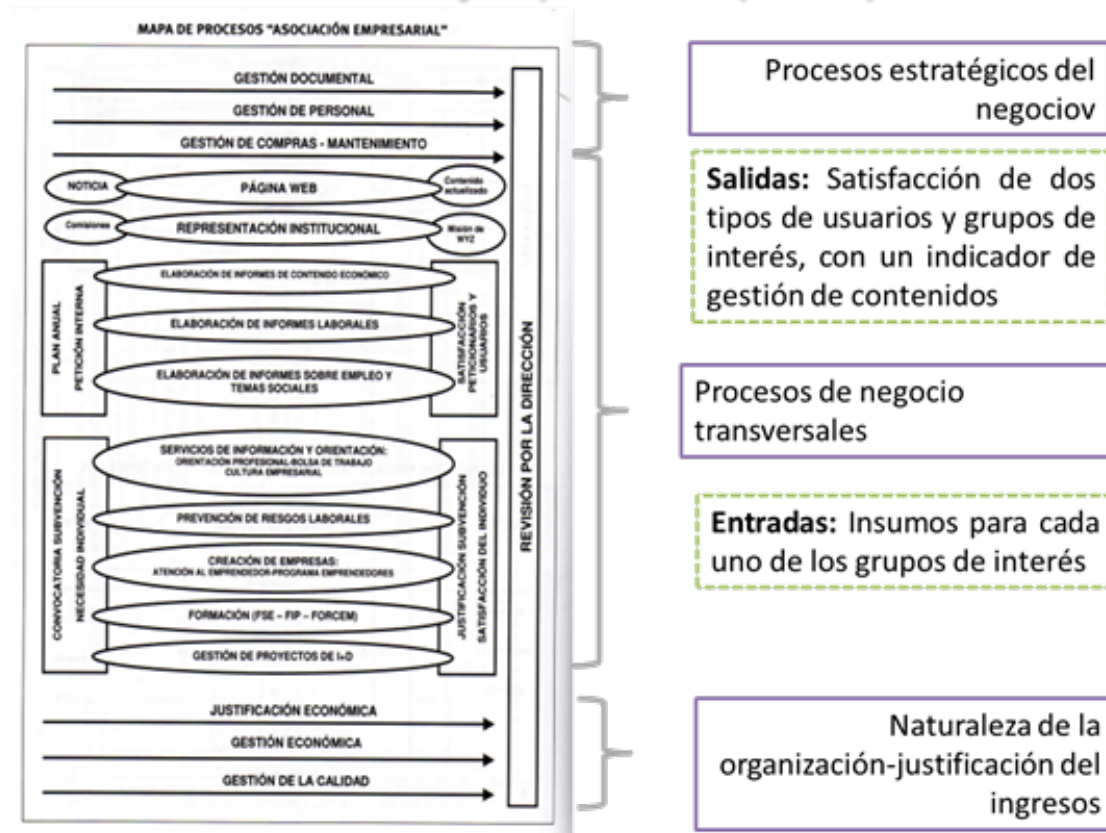 MAPA DE PROCESOS "ASOCIACIÓN EMPRESARIAL"
GESTIÓN DOCUMENTAL
GESTIÓN DE PERSONAL
GESTIÓN DE COMPRAS - MANTENIMIENTO
NOTICIA
PÁGINA WEB
Contenido
actualizado
Comisiones
REPRESENTACIÓN INSTITUCIONAL
Misión de
WYZ
PLAN ANUAL
PETICIÓN INTERNA
ELABORACIÓN DE INFORMES DE CONTENIDO ECONÓMICO
ELABORACIÓN DE INFORMES LABORALES
ELABORACIÓN DE INFORMES SOBRE EMPLEO Y
TEMAS SOCIALES
SATISFACCIÓN
PETICIONARIOS Y
USUARIOS
CONVOCATORIA SUBVENCIÓN
NECESIDAD INDIVIDUAL
SERVICIOS DE INFORMACIÓN Y ORIENTACIÓN:
ORIENTACIÓN PROFESIONAL-BOLSA DE TRABAJO
CULTURA EMPRESARIAL
PREVENCIÓN DE RIESGOS LABORALES
CREACIÓN DE EMPRESAS:
ATENCIÓN AL EMPRENDEDOR-PROGRAMA EMPRENDEDORES
FORMACIÓN (FSE – FIP – FORCEM)
GESTIÓN DE PROYECTOS DE I+D
JUSTIFICACIÓN SUBVENCIÓN
SATISFACCIÓN DEL INDIVIDUO
REVISIÓN POR LA DIRECCIÓN
JUSTIFICACIÓN ECONÓMICA
GESTIÓN ECONÓMICA
GESTIÓN DE LA CALIDAD
Procesos estratégicos del
negociov
Salidas: Satisfacción de dos
tipos de usuarios y grupos de
interés, con un indicador de
gestión de contenidos
Procesos de negocio
transversales
Entradas: Insumos para cada
uno de los grupos de interés
Naturaleza de la
organización-justificación del
ingresos